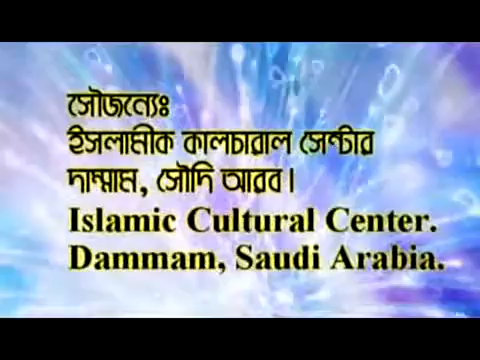 সৌজন্যেঃ
ইসলামীক কালচারাল সেন্টার
দাম্মাম, সৌদি আরব।
Islamic Cultural Center.
Dammam, Saudi Arabia.